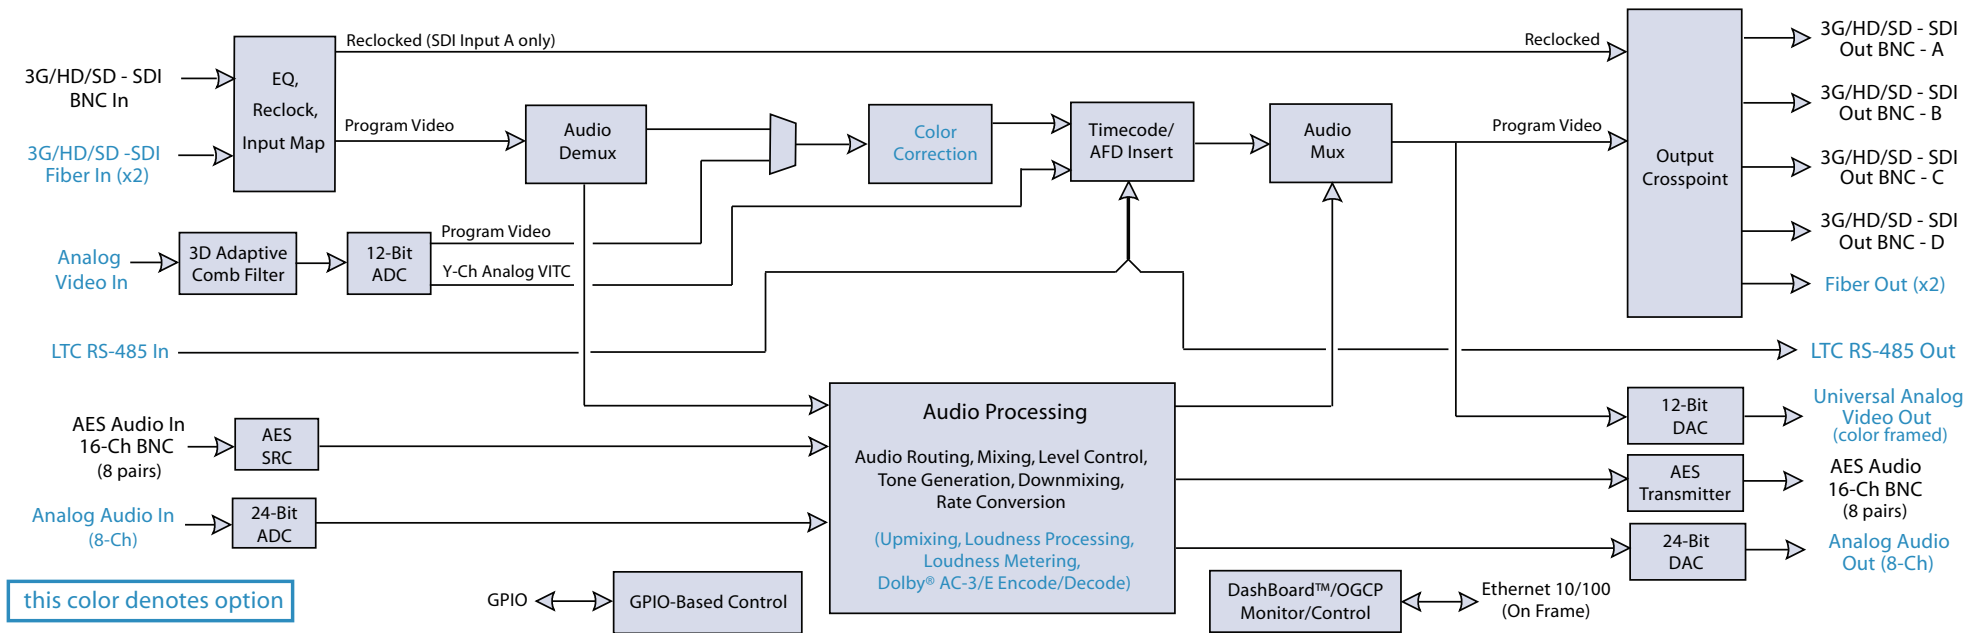 3G/HD/SD - SDI
BNC In
3G/HD/SD -SDI
Fiber In (x2)
EQ,
Reclock,
Input Map
Reclocked (SDI Input A only)
Reclocked
Program Video
Audio
Demux
Color
Correction
Timecode/
AFD Insert
Audio
Mux
Program Video
Output
Crosspoint
3G/HD/SD - SDI
Out BNC - A
3G/HD/SD - SDI
Out BNC - B
3G/HD/SD - SDI
Out BNC - C
3G/HD/SD - SDI
Out BNC - D
Fiber Out (x2)
Analog
Video In
3D Adaptive
Comb Filter
12-Bit
ADC
Program Video
Y-Ch Analog VITC
LTC RS-485 In
LTC RS-485 Out
AES Audio In
16-Ch BNC
(8 pairs)
AES
SRC
Analog Audio In
(8-Ch)
24-Bit
ADC
Audio Processing
Audio Routing, Mixing, Level Control,
Tone Generation, Downmixing,
Rate Conversion
(Upmixing, Loudness Processing,
Loudness Metering,
Dolby® AC-3/E Encode/Decode)
12-Bit
DAC
Universal Analog
Video Out
(color framed)
AES
Transmitter
AES Audio
16-Ch BNC
(8 pairs)
24-Bit
DAC
Analog Audio
Out (8-Ch)
this color denotes option
GPIO
GPIO-Based Control
DashBoard™/OGCP
Monitor/Control
Ethernet 10/100
(On Frame)